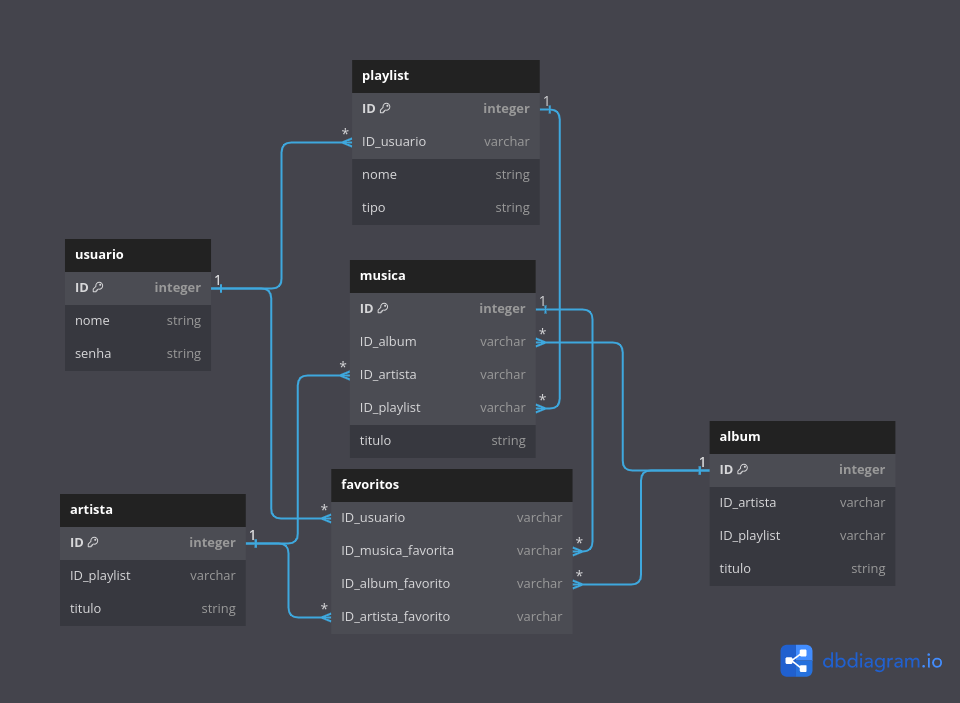 playlist
ID integer
ID_usuario varchar
nome string
tipo string
usuario
ID integer
nome string
senha string
musica
ID integer
ID_album varchar
ID_artista varchar
ID_playlist varchar
titulo string
album
ID integer
ID_artista varchar
ID_playlist varchar
titulo string
favoritos
ID_usuario varchar
ID_musica_favorita varchar
ID_album_favorito varchar
ID_artista_favorito varchar
artista
ID integer
ID_playlist varchar
titulo string
1
*
1
1
*
*
*
1
1
*
*
*
*
dbdiagram.io